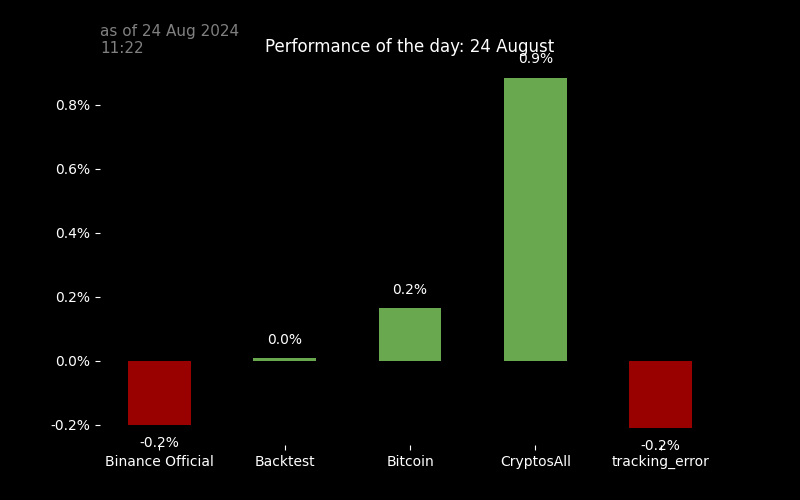 as of 24 Aug 2024
11:22
Performance of the day: 24 August
0.9%
0.8%
0.6%
0.4%
0.2%
0.2%
0.0%
0.0%
-0.2%
-0.2%
-0.2%
Binance Official
Backtest
Bitcoin
CryptosAll
tracking_error